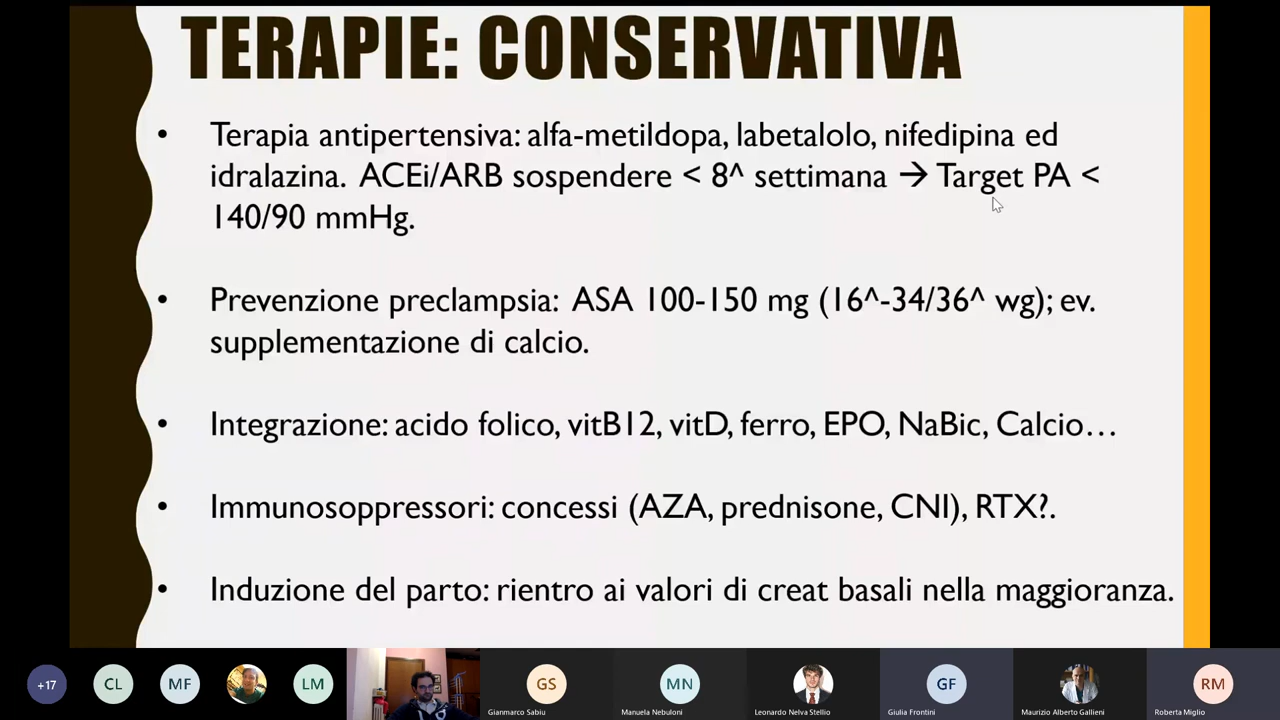 TERAPIE: CONSERVATIVA
• Terapia antipertensiva: alfa-metildopa, labetalolo, nifedipina ed
idralazina. ACEi/ARB sospendere < 8^ settimana → Target PA <
140/90 mmHg.
• Prevenzione preclampsia: ASA 100-150 mg (16^-34/36^ wg); ev.
supplementazione di calcio.
• Integrazione: acido folico, vitB12, vitD, ferro, EPO, NaBic, Calcio…
• Immunosoppressori: concessi (AZA, prednisone, CNI), RTX?.
• Induzione del parto: rientro ai valori di creat basali nella maggioranza.
+17 CL MF LM GS MN GF RM
Gianmarco Sabiu Manuela Nebuloni Leonardo Nelva Stellio Giulia Frontini Maurizio Alberto Gallieni Roberta Miglio